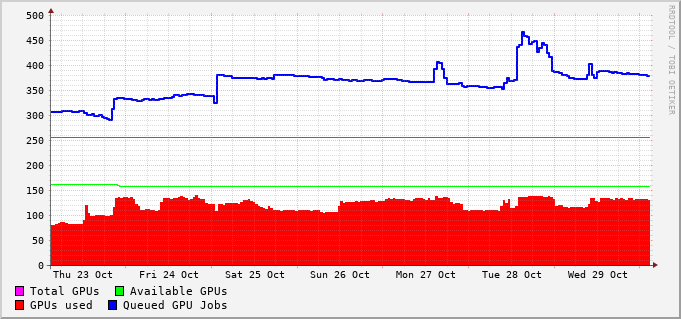 500
450
400
350
300
250
200
150
100
50
0
Thu 23 Oct Fri 24 Oct Sat 25 Oct Sun 26 Oct Mon 27 Oct Tue 28 Oct Wed 29 Oct
Total GPUs Available GPUs
GPUs used Queued GPU Jobs
RRDTOOL / TOBI OETIKER